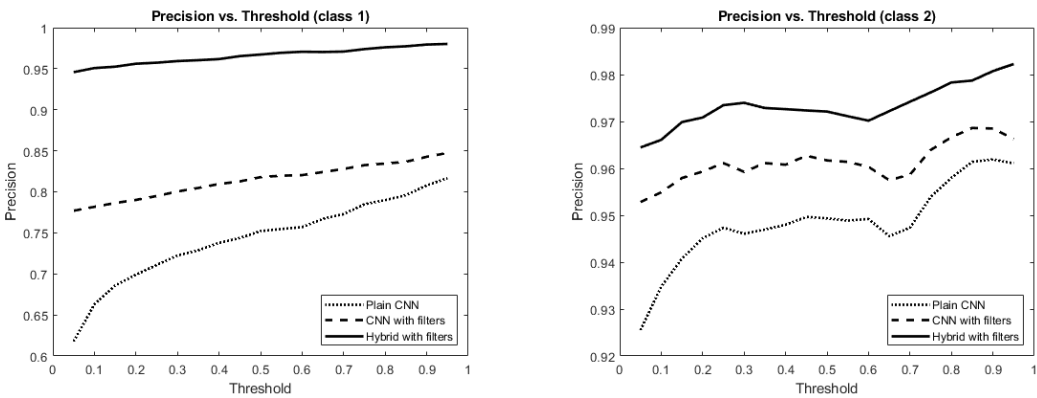 Precision vs. Threshold (class 1)
1
0.95
0.9
0.85
0.8
0.75
0.7
0.65
0.6
Precision
0 0.1 0.2 0.3 0.4 0.5 0.6 0.7 0.8 0.9 1
Threshold
Plain CNN
CNN with filters
Hybrid with filters
Precision vs. Threshold (class 2)
0.99
0.98
0.97
0.96
0.95
0.94
0.93
0.92
Precision
0 0.1 0.2 0.3 0.4 0.5 0.6 0.7 0.8 0.9 1
Threshold
Plain CNN
CNN with filters
Hybrid with filters